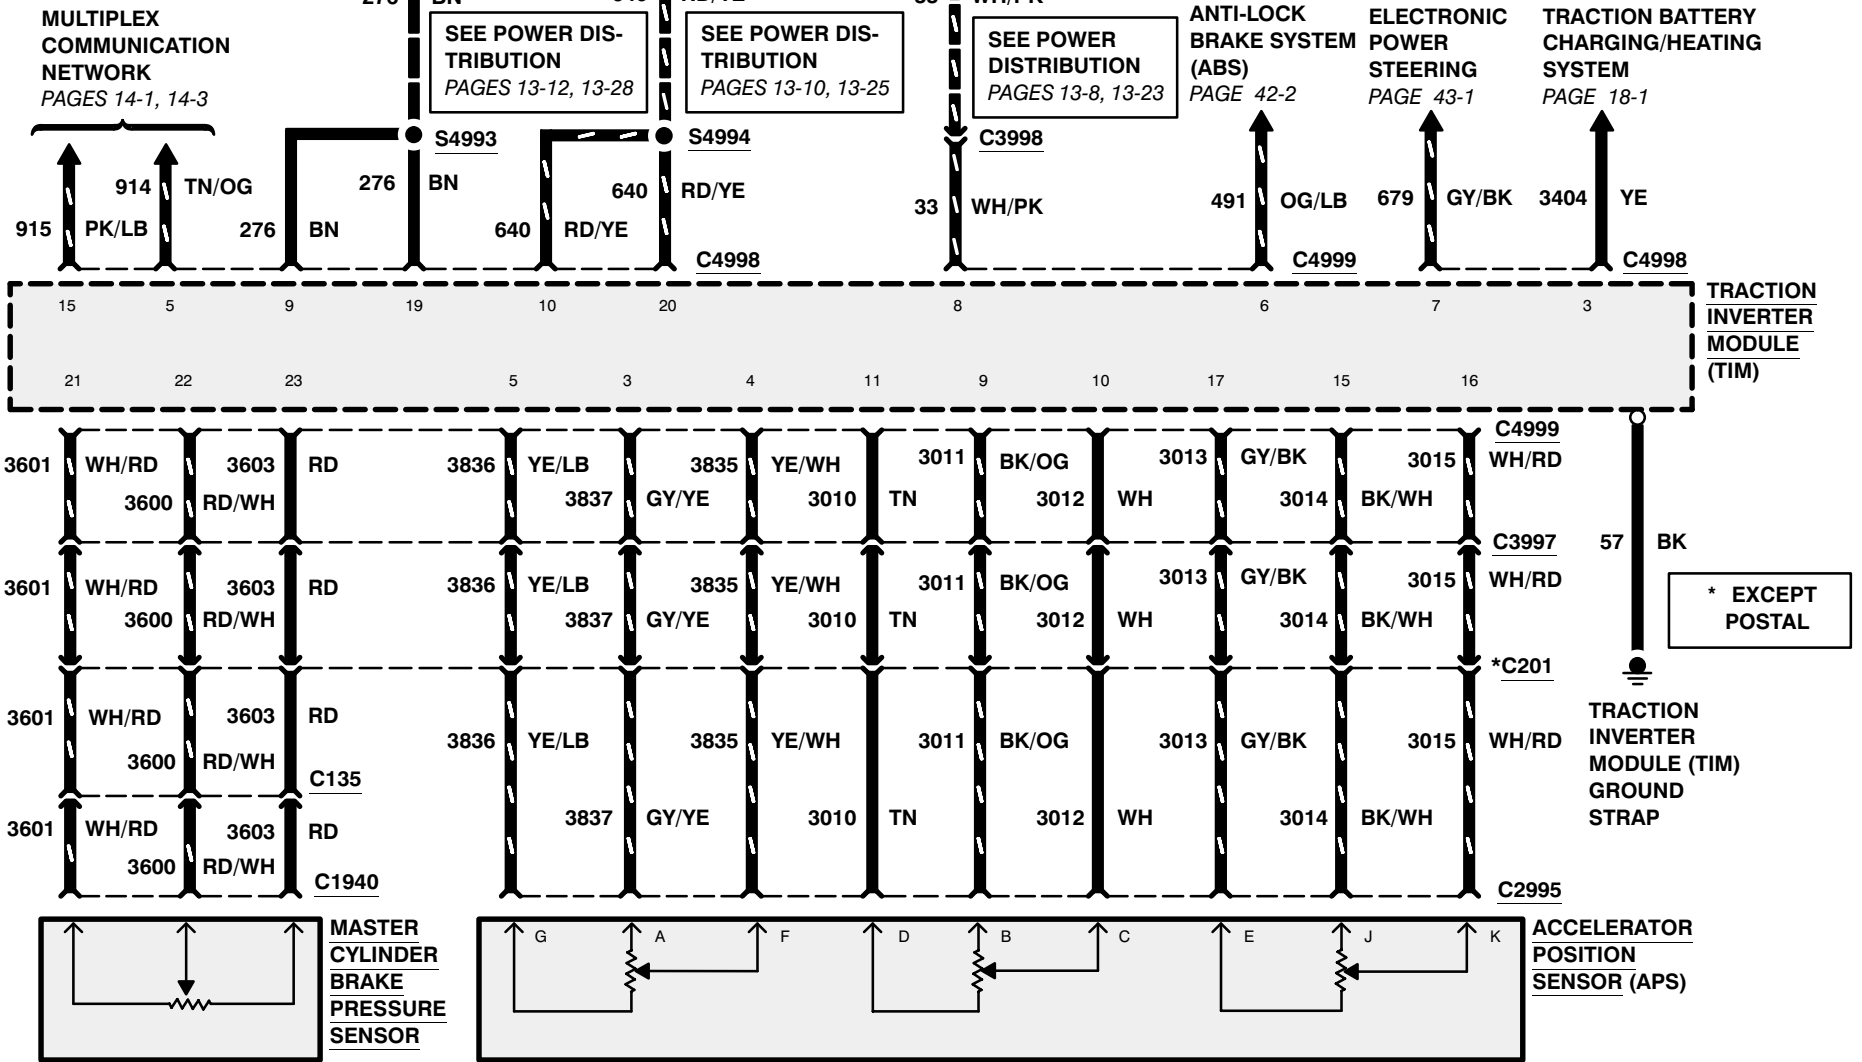 276 BN
640 RD/YE
33 WH/PK
MULTIPLEX
COMMUNICATION
NETWORK
PAGES 14-1, 14-3
SEE POWER DIS-
TRIBUTION
PAGES 13-12, 13-28
SEE POWER DIS-
TRIBUTION
PAGES 13-10, 13-25
SEE POWER
DISTRIBUTION
PAGES 13-8, 13-23
ANTI-LOCK
BRAKE SYSTEM
(ABS)
PAGE 42-2
ELECTRONIC
POWER
STEERING
PAGE 43-1
TRACTION BATTERY
CHARGING/HEATING
SYSTEM
PAGE 18-1
S4993
S4994
C3998
914 TN/OG
276 BN
640 RD/YE
33 WH/PK
491 OG/LB
679 GY/BK
3404 YE
915 PK/LB
276 BN
640 RD/YE
C4998
C4999
C4998
15 5 9 19 10 20 8 6 7 3
TRACTION
INVERTER
MODULE
(TIM)
21 22 23 5 3 4 11 9 10 17 15 16
C4999
3601 WH/RD 3603 RD 3836 YE/LB 3835 YE/WH 3011 BK/OG 3013 GY/BK 3015 WH/RD
3600 RD/WH 3837 GY/YE 3010 TN 3012 WH 3014 BK/WH
C3997
57 BK
3601 WH/RD 3603 RD 3836 YE/LB 3835 YE/WH 3011 BK/OG 3013 GY/BK 3015 WH/RD
3600 RD/WH 3837 GY/YE 3010 TN 3012 WH 3014 BK/WH
* EXCEPT
POSTAL
*C201
3601 WH/RD 3603 RD 3836 YE/LB 3835 YE/WH 3011 BK/OG 3013 GY/BK 3015 WH/RD
3600 RD/WH
C135
TRACTION
INVERTER
MODULE (TIM)
GROUND
STRAP
3601 WH/RD 3603 RD 3837 GY/YE 3010 TN 3012 WH 3014 BK/WH
3600 RD/WH
C1940
C2995
MASTER
CYLINDER
BRAKE
PRESSURE
SENSOR
G A F D B C E J K
ACCELERATOR
POSITION
SENSOR (APS)